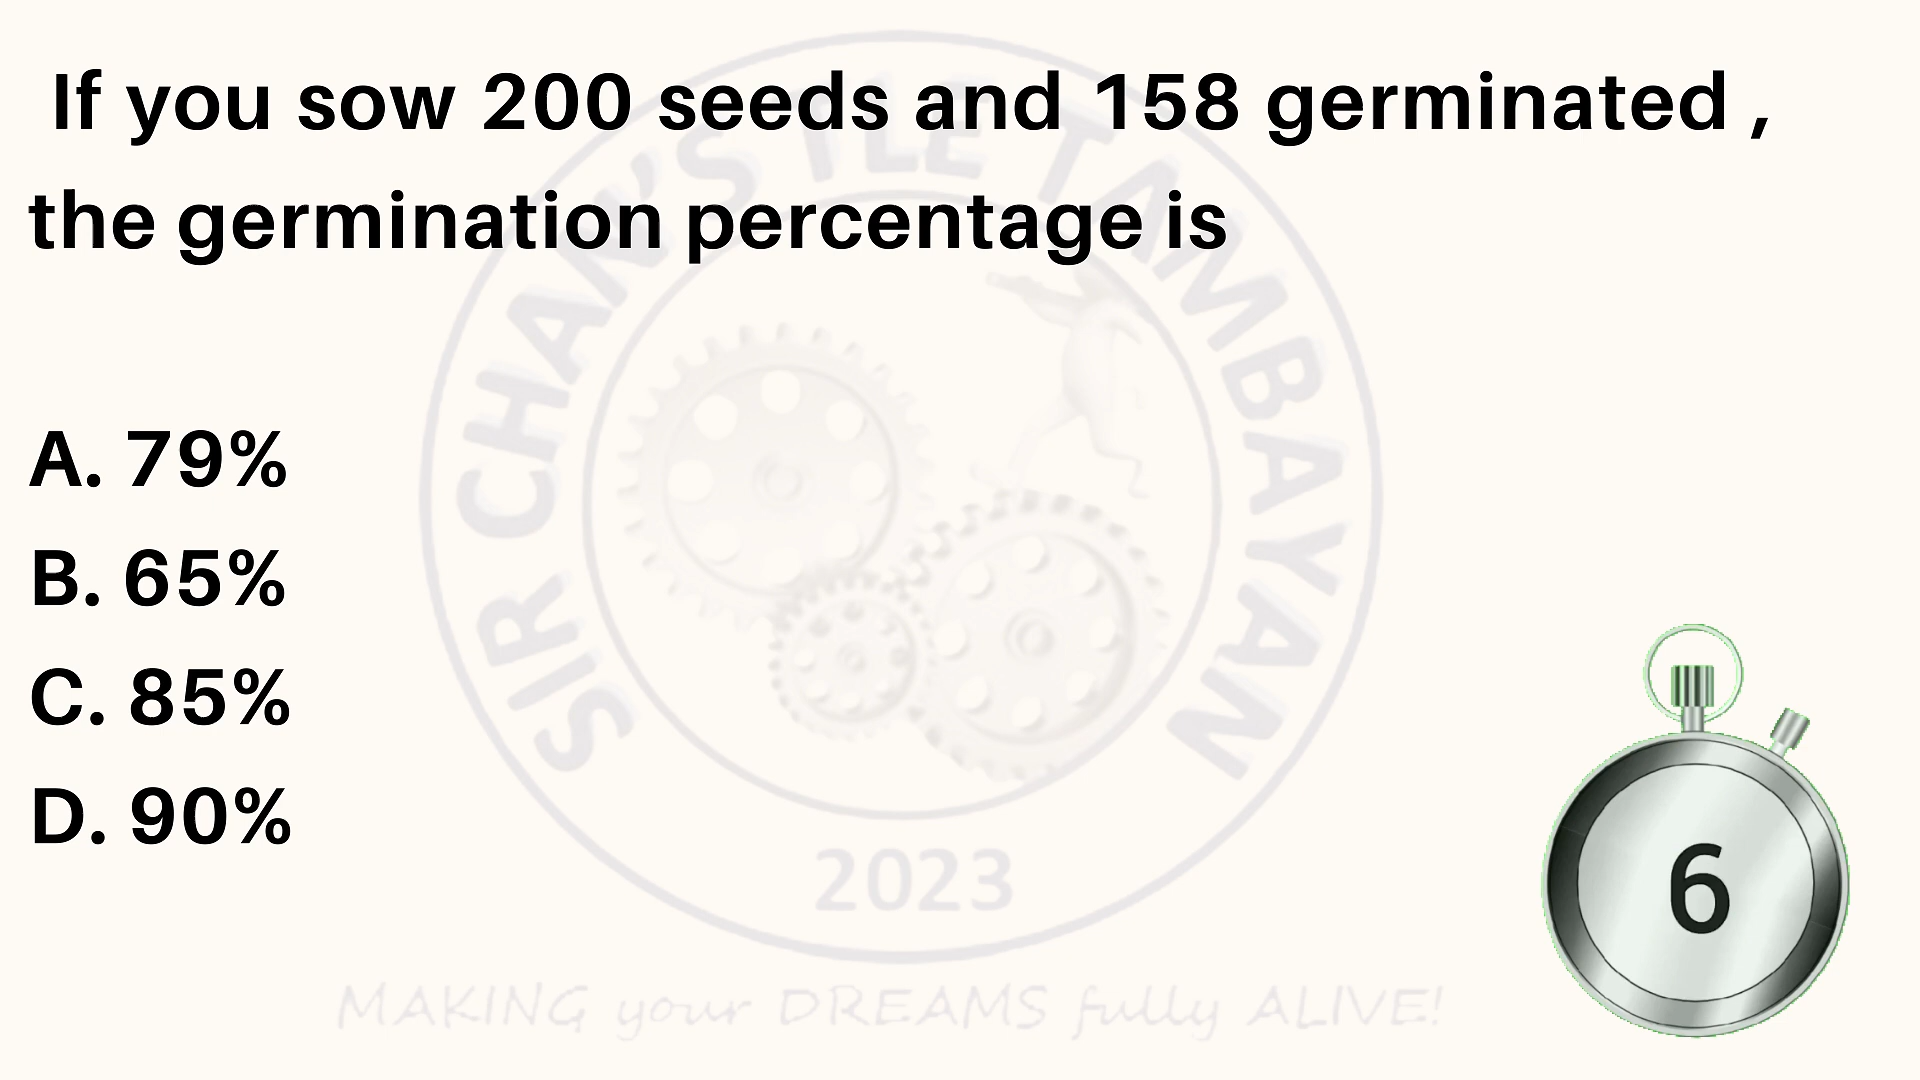 If you sow 200 seeds and 158 germinated ,
the germination percentage is
A. 79%
B. 65%
C. 85%
D. 90%
6
SIR CHAN'S TLE TAMBAYAN
2023
MAKING your DREAMS fully ALIVE!